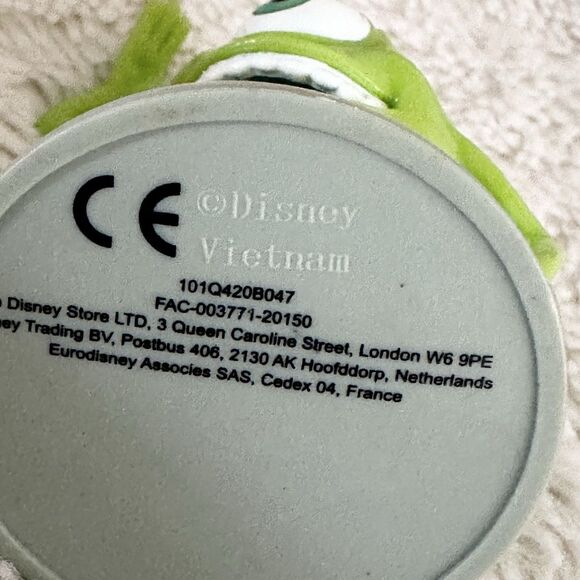 CE ©Disney
Vietnam
101Q420B047
FAC-003771-20150
Disney Store LTD, 3 Queen Caroline Street, London W6 9PE
Trading BV, Postbus 406, 2130 AK Hoofddorp, Netherlands
Eurodisney Associes SAS, Cedex 04, France